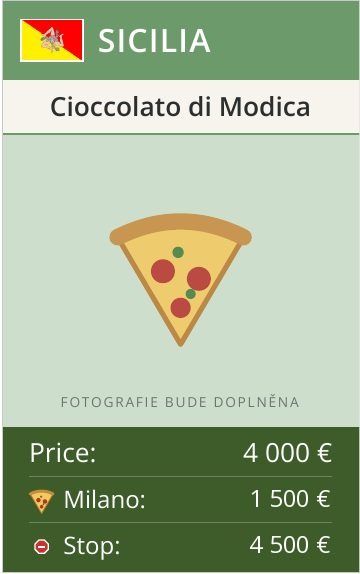 SICILIA
Cioccolato di Modica
FOTOGRAFIE BUDE DOPLNĚNA
Price: 4 000 €
Milano: 1 500 €
Stop: 4 500 €